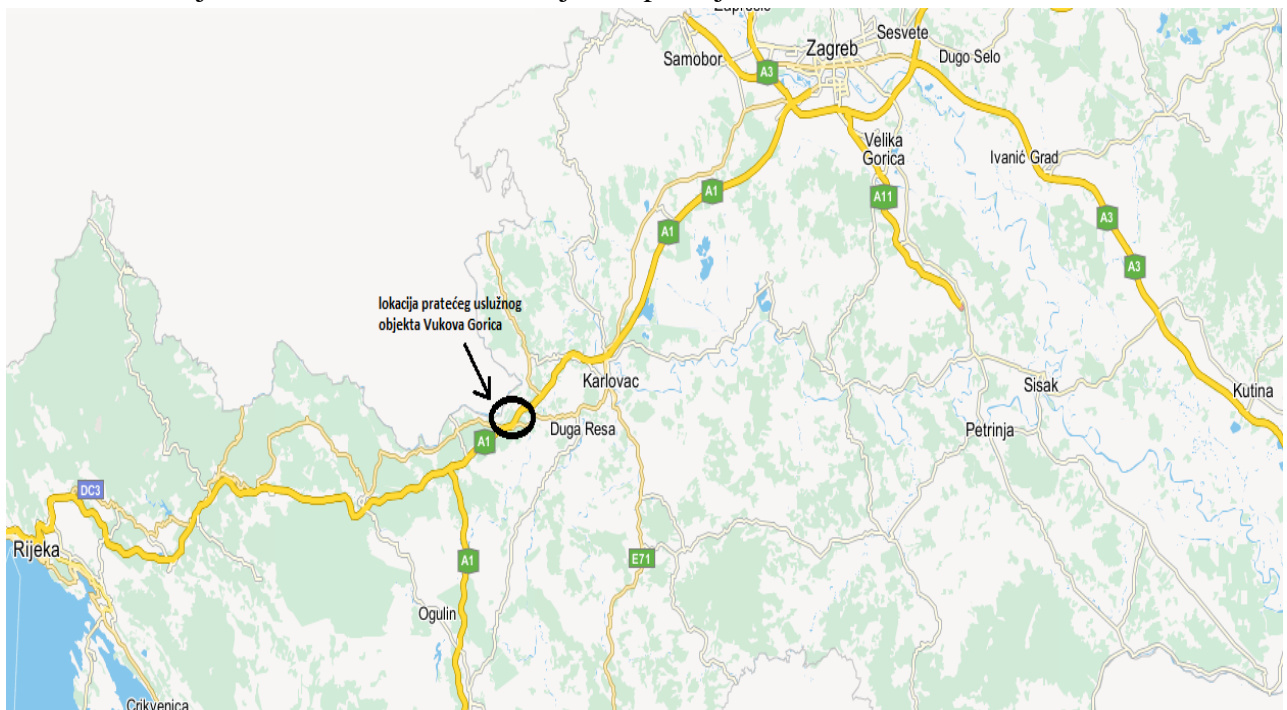 Zagreb
Sesvete
Samobor
Dugo Selo
A3
Velika
Gorica
Ivanić Grad
A1
A11
A3
A1
A3
lokacija pratećeg uslužnog
objekta Vukova Gorica
Karlovac
Sisak
Kutina
Duga Resa
Petrinja
A1
DC3
Rijeka
E71
A1
Ogulin
Crikvenica